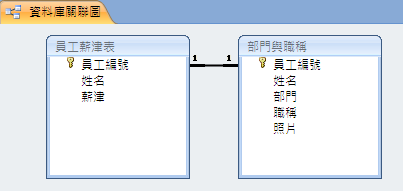 資料庫關聯圖
員工薪津表
員工編號
姓名
薪津
1 1
部門與職稱
員工編號
姓名
部門
職稱
照片